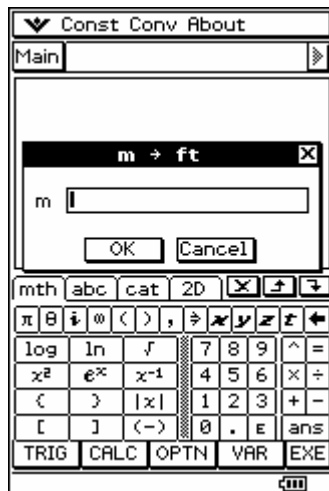 Const Conv About
Main
m → ft
m
OK Cancel
mth abc cat 2D
π θ i ∞ ( ) , ⇒ x y z t ←
log ln √ 7 8 9 ^ =
x² eˣ x⁻¹ 4 5 6 × ÷
( ) |x| 1 2 3 + −
[ ] (−) 0 . E ans
TRIG CALC OPTN VAR EXE